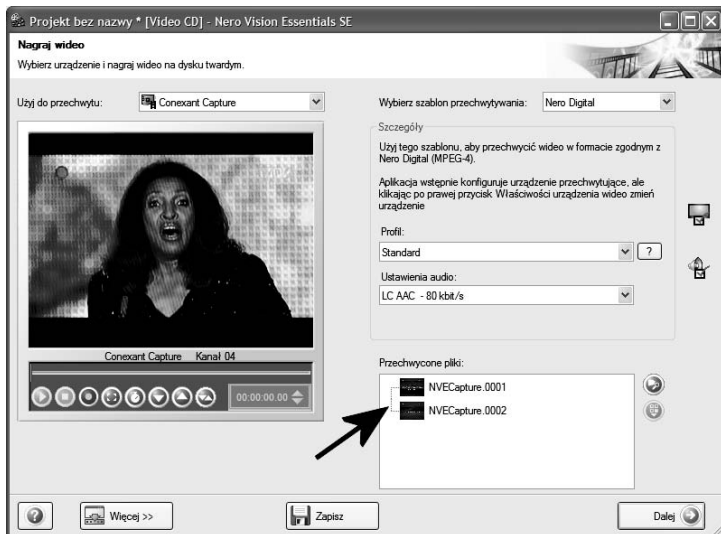 Projekt bez nazwy * [Video CD] - Nero Vision Essentials SE
Nagraj wideo
Wybierz urządzenie i nagraj wideo na dysku twardym.
Użyj do przechwytu:
Conexant Capture
Wybierz szablon przechwytywania:
Nero Digital
Szczegóły
Użyj tego szablonu, aby przechwycić wideo w formacie zgodnym z
Nero Digital (MPEG-4).
Aplikacja wstępnie konfiguruje urządzenie przechwytujące, ale
klikając po prawej przycisk Właściwości urządzenia wideo zmień
urządzenie
Profil:
Standard
?
Ustawienia audio:
LC AAC - 80 kbit/s
Conexant Capture Kanał 04
00:00:00.00
Przechwycone pliki:
NVECapture.0001
NVECapture.0002
?
Więcej >>
Zapisz
Dalej